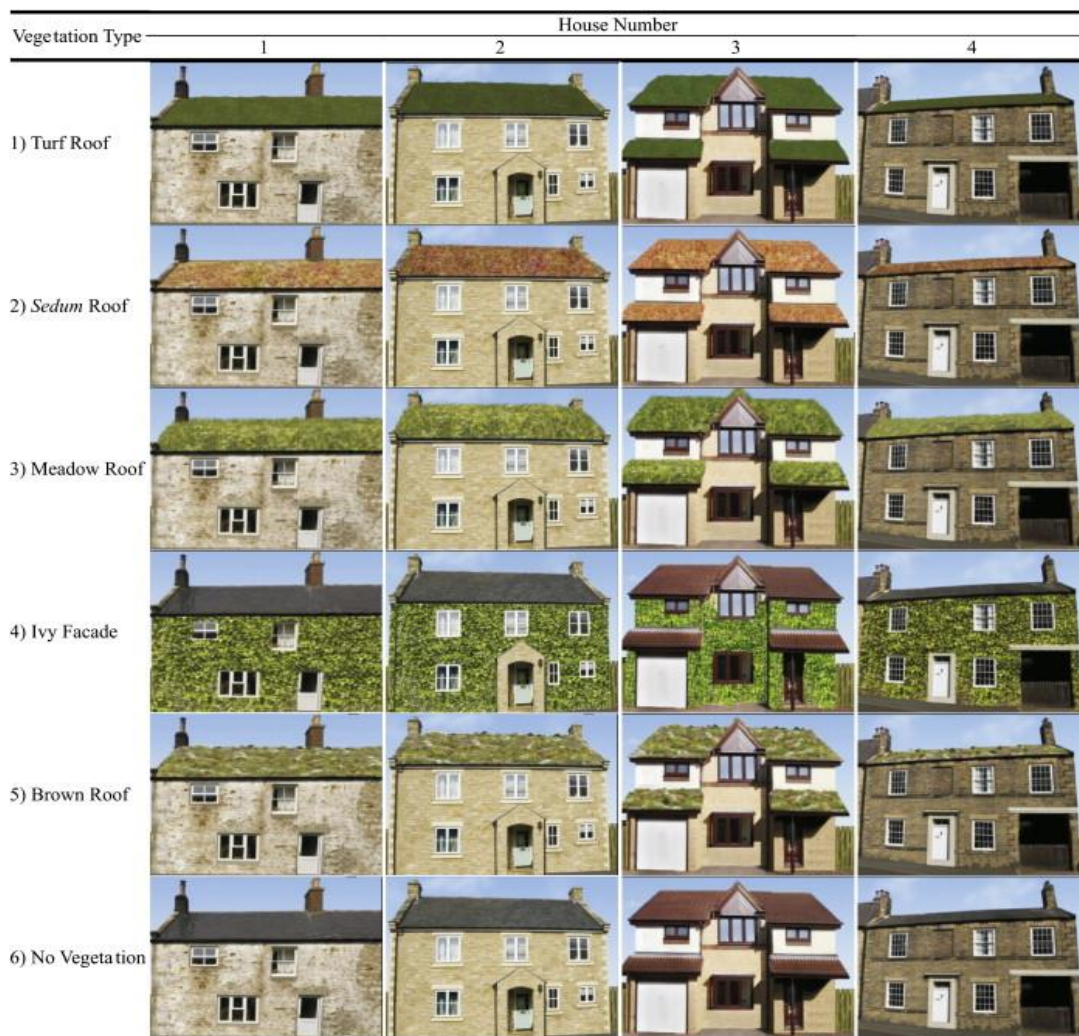 Vegetation Type
House Number
1 2 3 4
1) Turf Roof
2) Sedum Roof
3) Meadow Roof
4) Ivy Facade
5) Brown Roof
6) No Vegetation